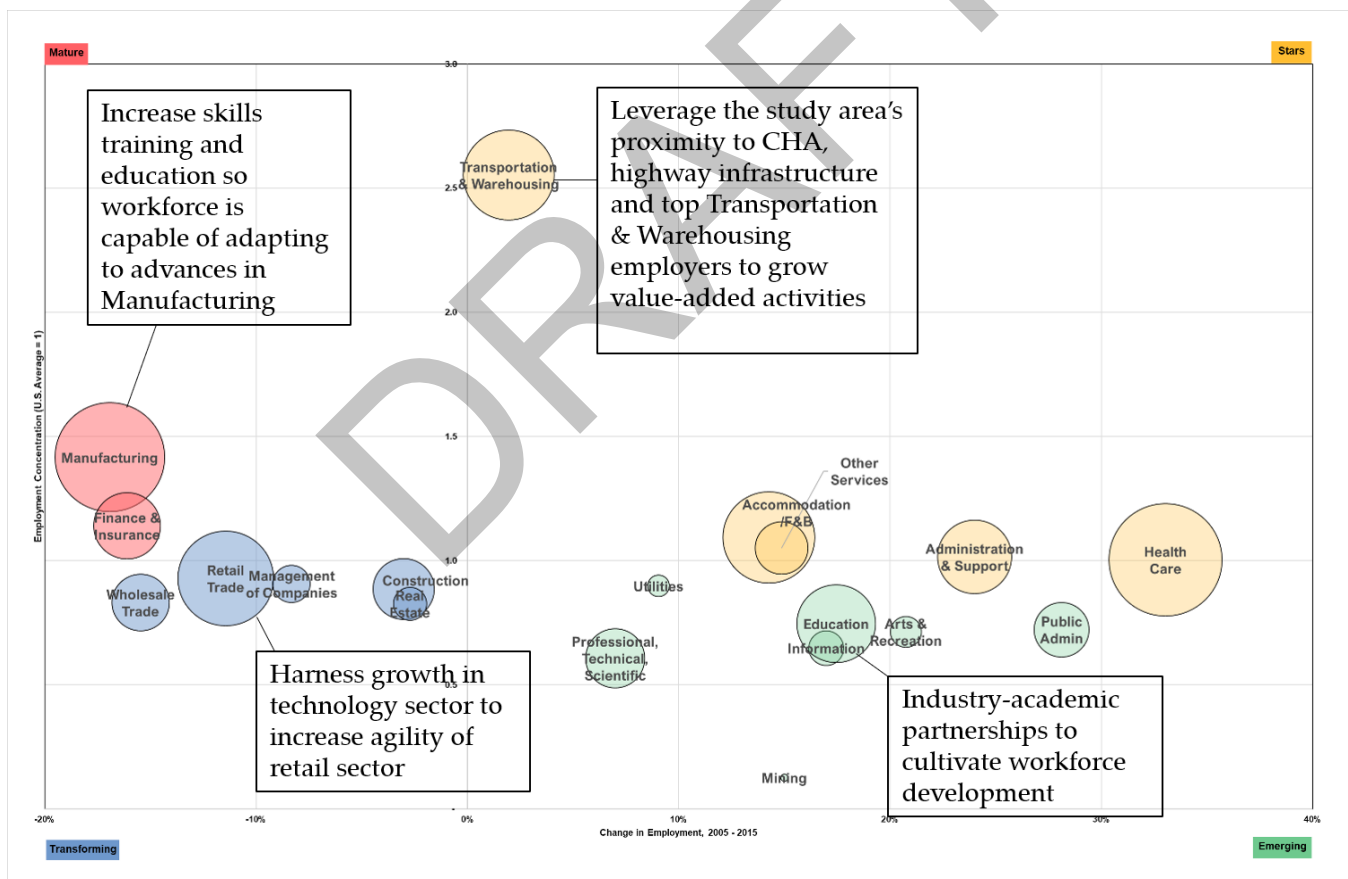 Mature
Stars
3.0
2.5
2.0
1.5
1.0
0.5
-
-20%
-10%
0%
10%
20%
30%
40%
Employment Concentration (U.S. Average = 1)
Change in Employment, 2005 - 2015
Transforming
Emerging
Increase skills
training and
education so
workforce is
capable of adapting
to advances in
Manufacturing
Leverage the study area's
proximity to CHA,
highway infrastructure
and top Transportation
& Warehousing
employers to grow
value-added activities
Transportation
& Warehousing
Manufacturing
Finance &
Insurance
Wholesale
Trade
Retail
Trade
Management
of Companies
Construction
Real
Estate
Utilities
Professional,
Technical,
Scientific
Other
Services
Accommodation
/F&B
Administration
& Support
Health
Care
Education
Information
Arts &
Recreation
Public
Admin
Mining
Harness growth in
technology sector to
increase agility of
retail sector
Industry-academic
partnerships to
cultivate workforce
development
DRAFT